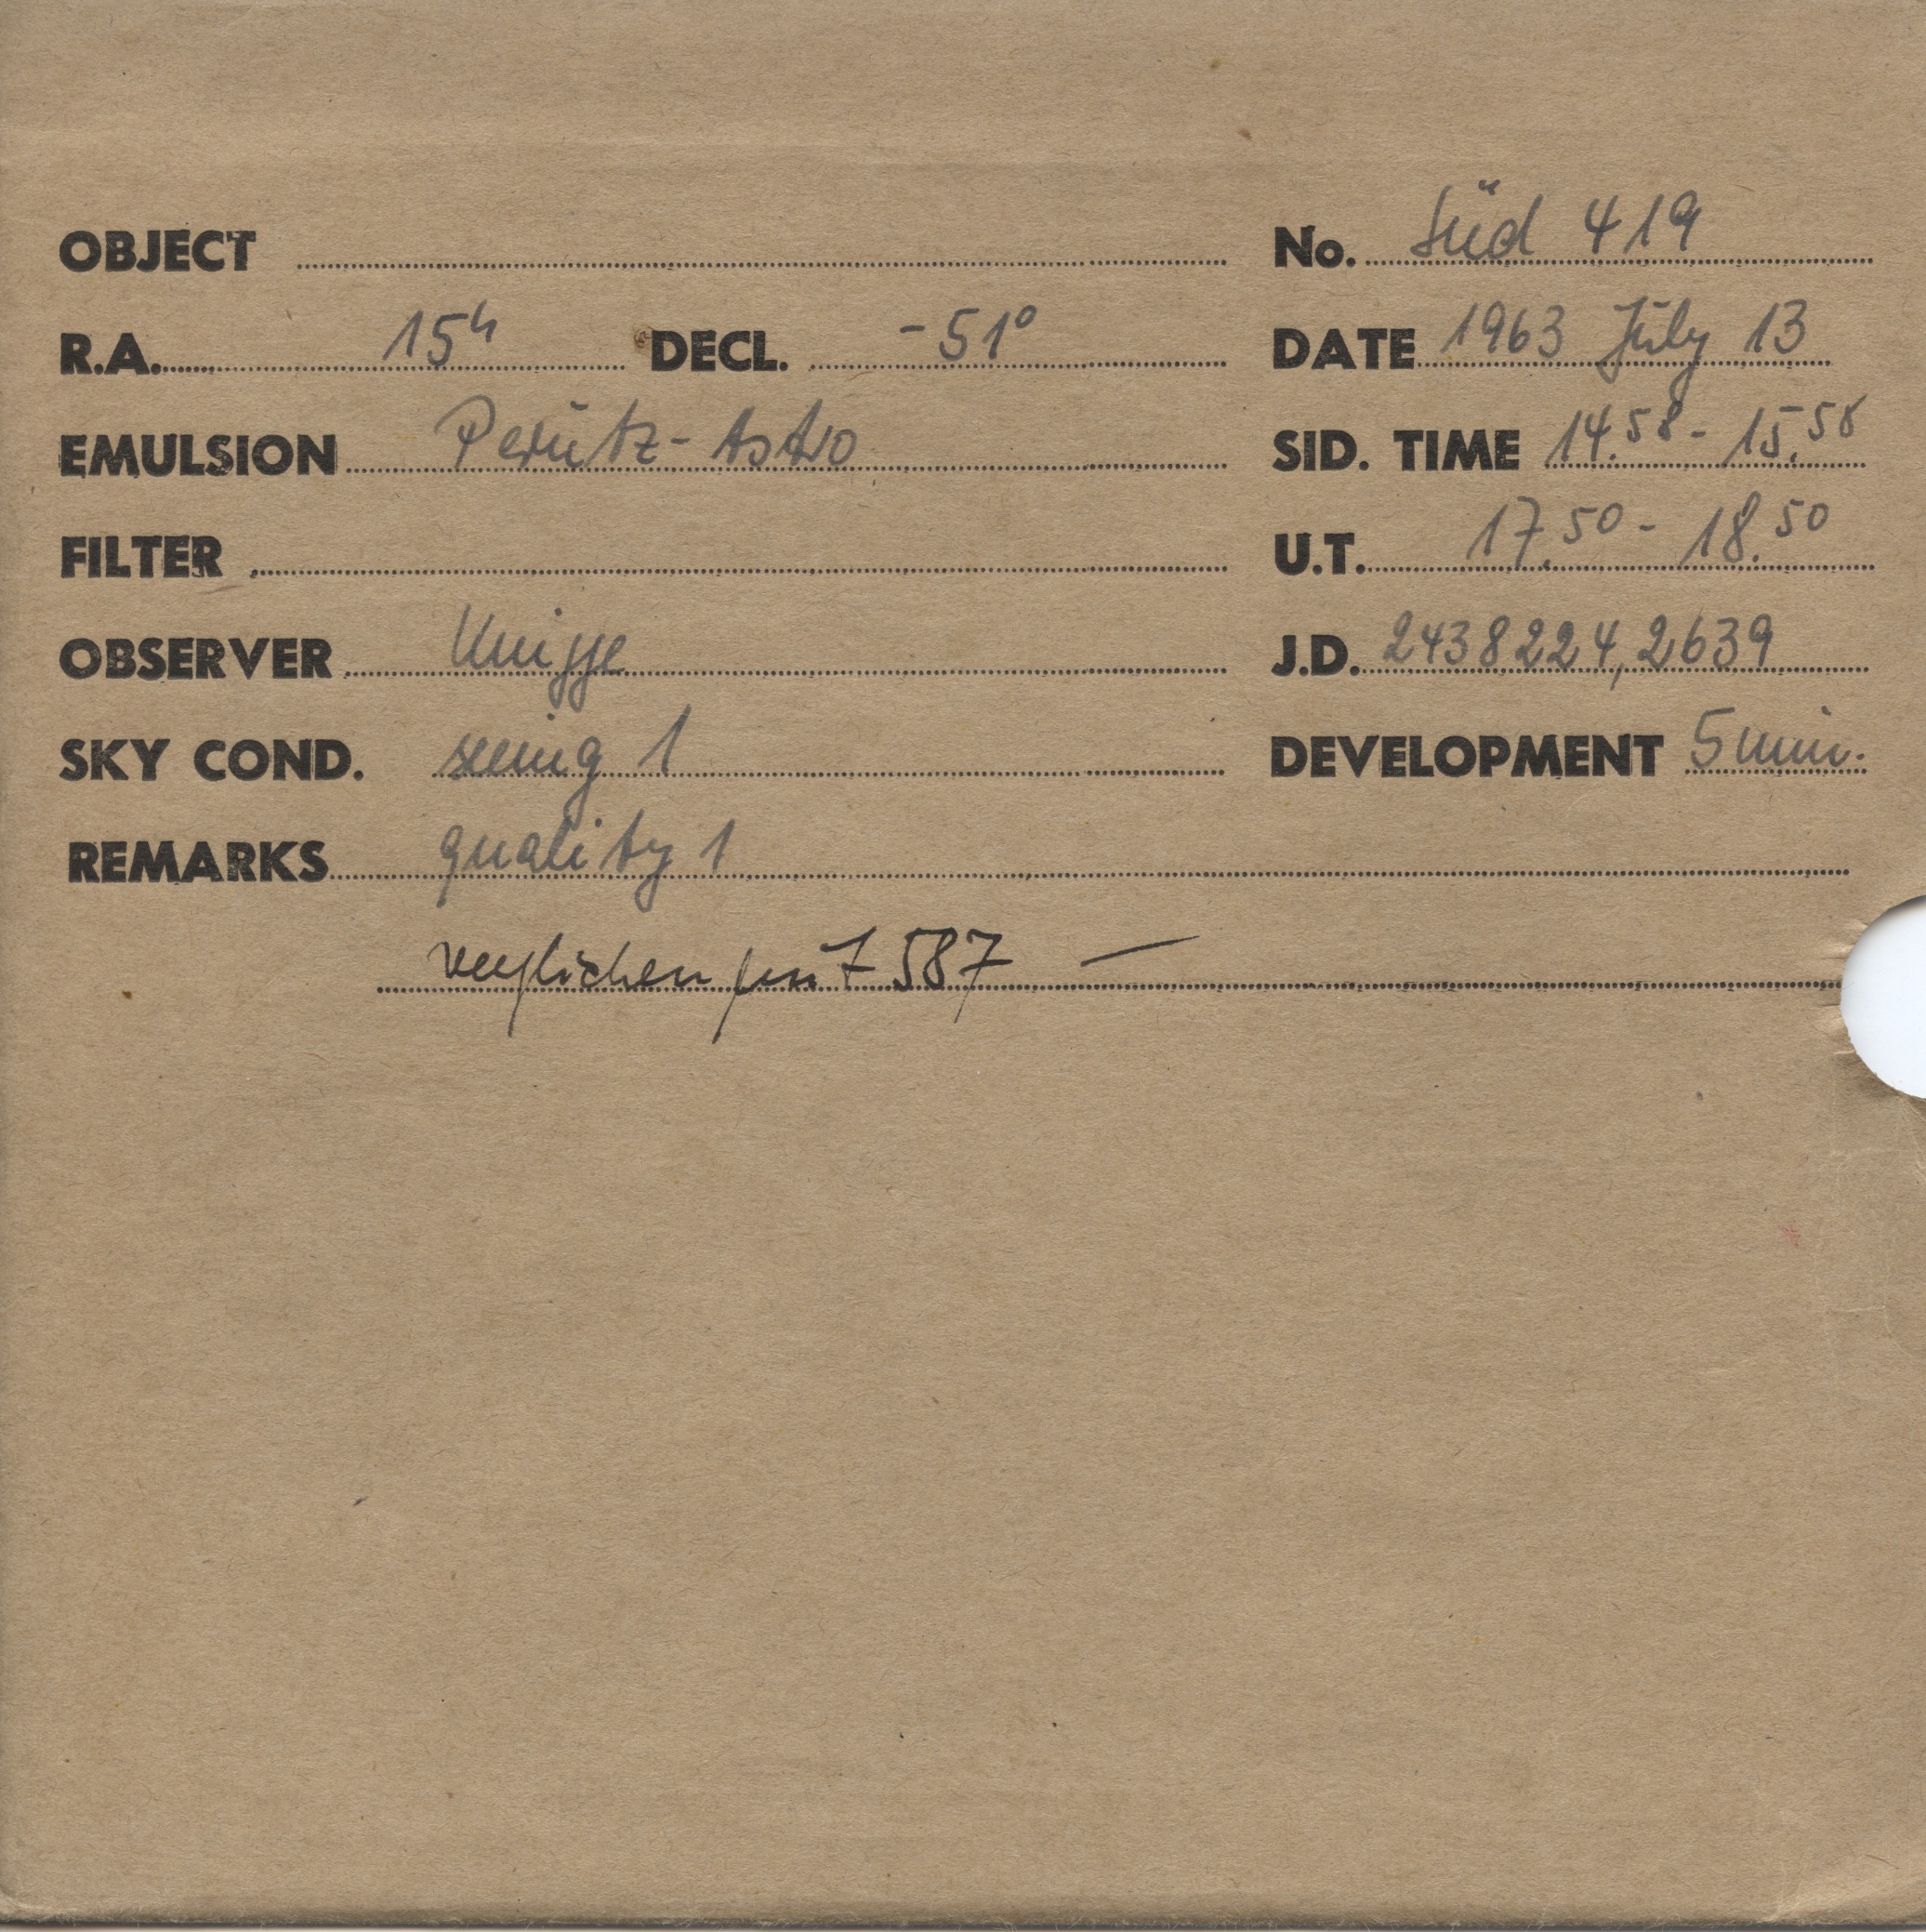 OBJECT No. Süd 419
R.A. 15h DECL. -51° DATE 1963 July 13
EMULSION Perutz-Astro SID. TIME 14.58 - 15.58
FILTER U.T. 17.50 - 18.50
OBSERVER Knigge J.D. 2438224,2639
SKY COND. seeing 1 DEVELOPMENT 5 min.
REMARKS quality 1
verglichen mit 587 —